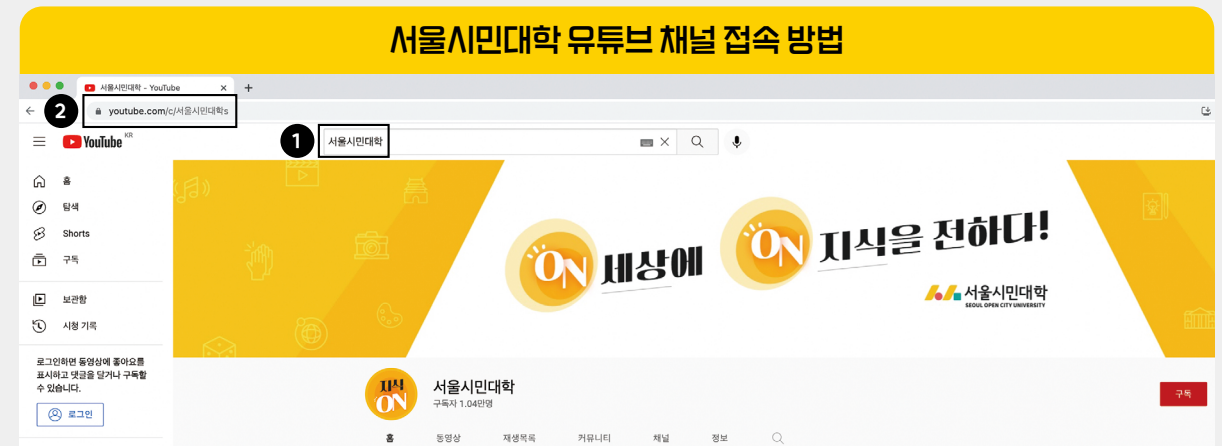 서울시민대학 유튜브 채널 접속 방법
서울시민대학 - YouTube
2
youtube.com/c/서울시민대학s
YouTube KR
1
서울시민대학
홈
탐색
Shorts
구독
보관함
시청 기록
로그인하면 동영상에 좋아요를
표시하고 댓글을 달거나 구독할
수 있습니다.
로그인
ON 세상에 ON 지식을 전하다!
서울시민대학
SEOUL OPEN CITY UNIVERSITY
지식
ON
서울시민대학
구독자 1.04만명
구독
홈 동영상 재생목록 커뮤니티 채널 정보